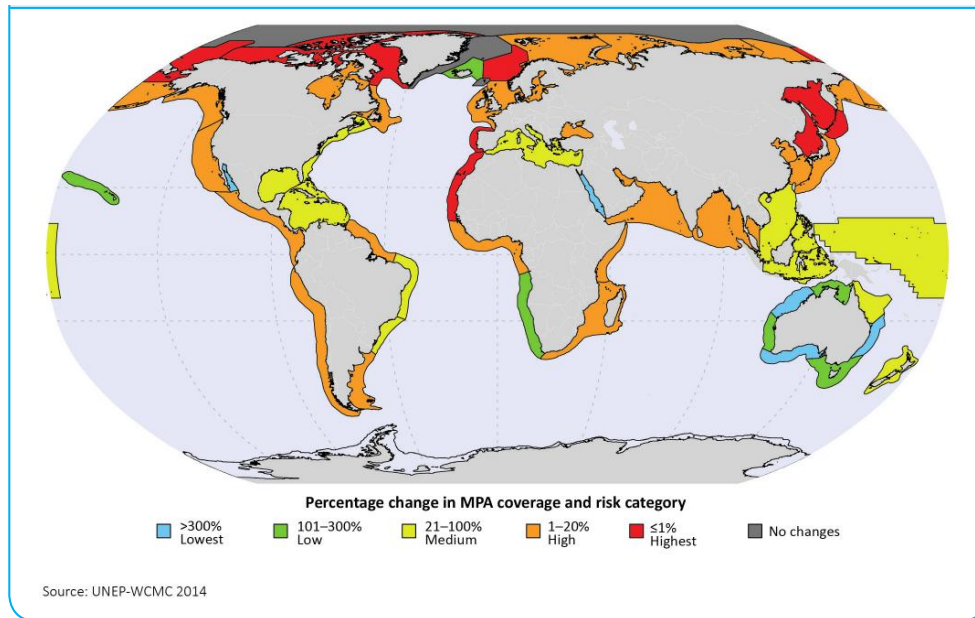 Percentage change in MPA coverage and risk category
>300% 101–300% 21–100% 1–20% ≤1% No changes
Lowest Low Medium High Highest
Source: UNEP-WCMC 2014